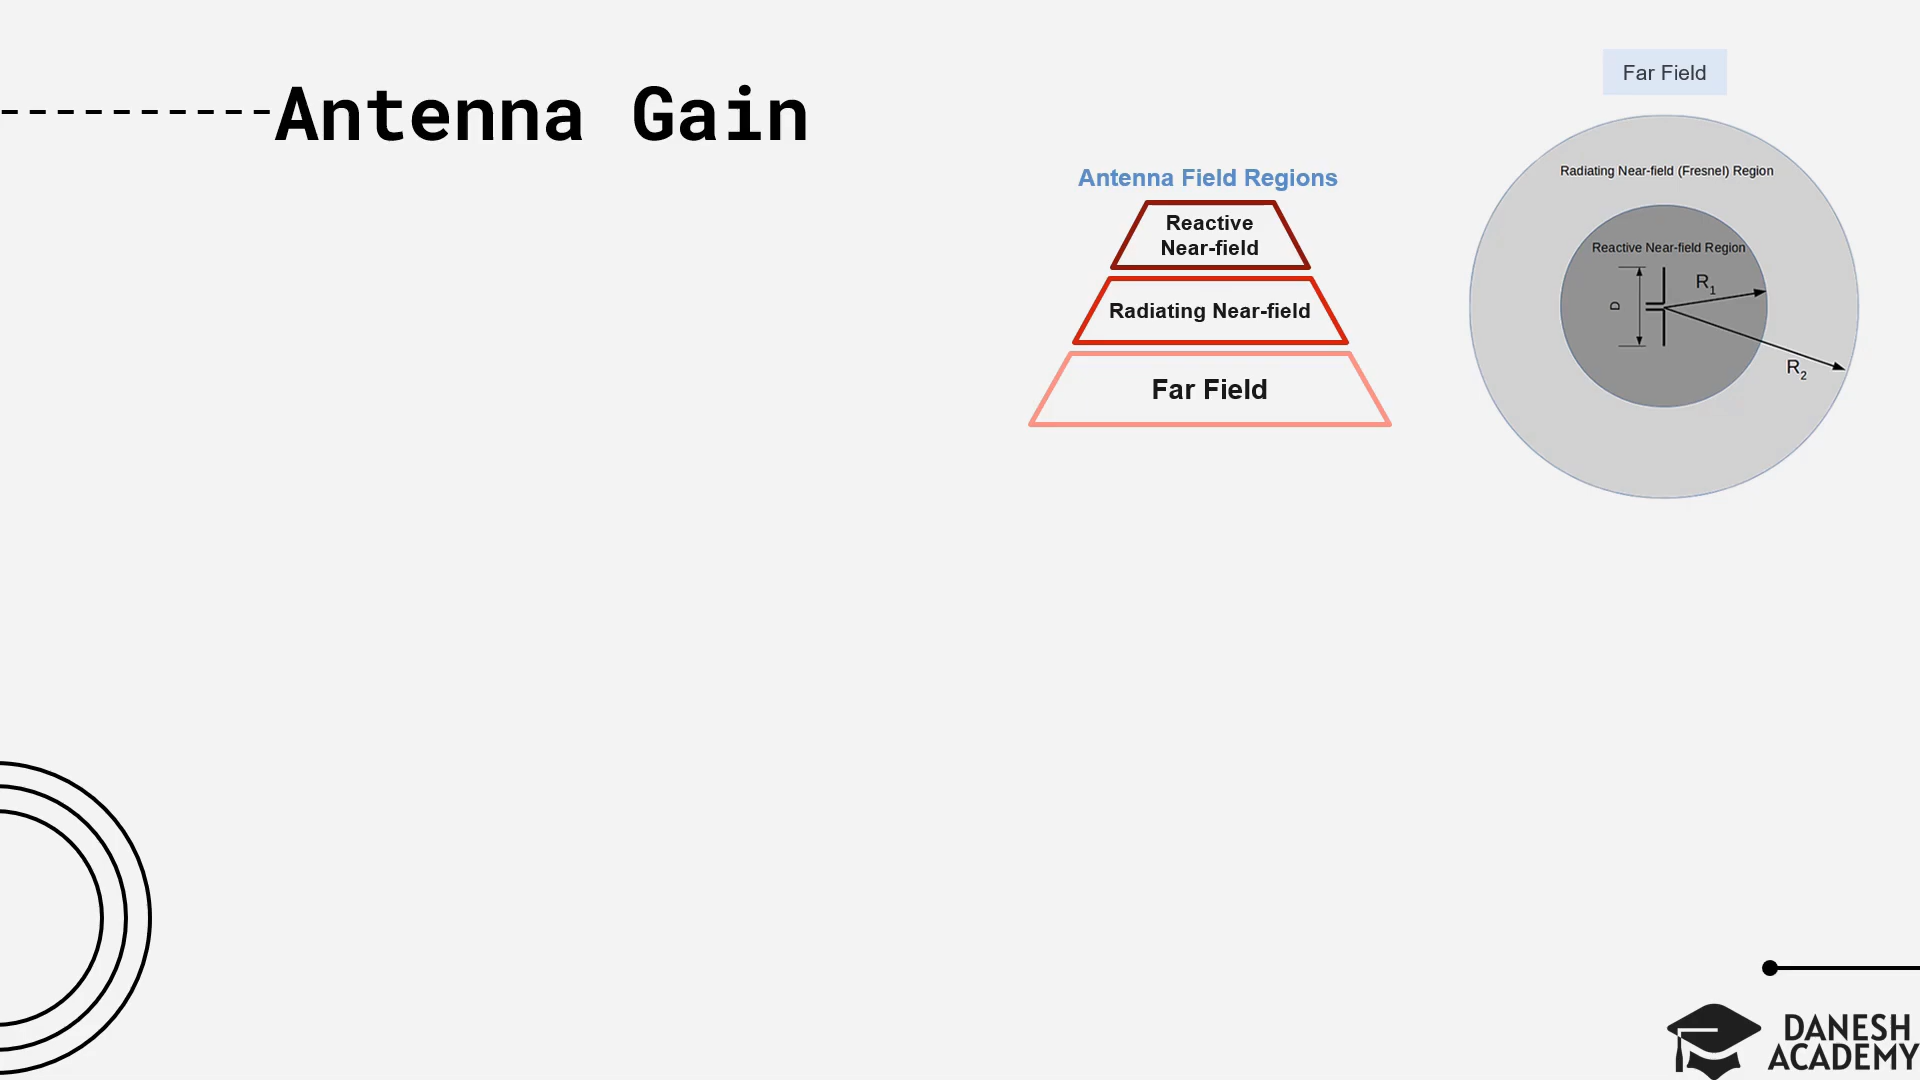 Antenna Gain
Antenna Field Regions
Reactive
Near-field
Radiating Near-field
Far Field
Far Field
Radiating Near-field (Fresnel) Region
Reactive Near-field Region
D
R1
R2
DANESH
ACADEMY